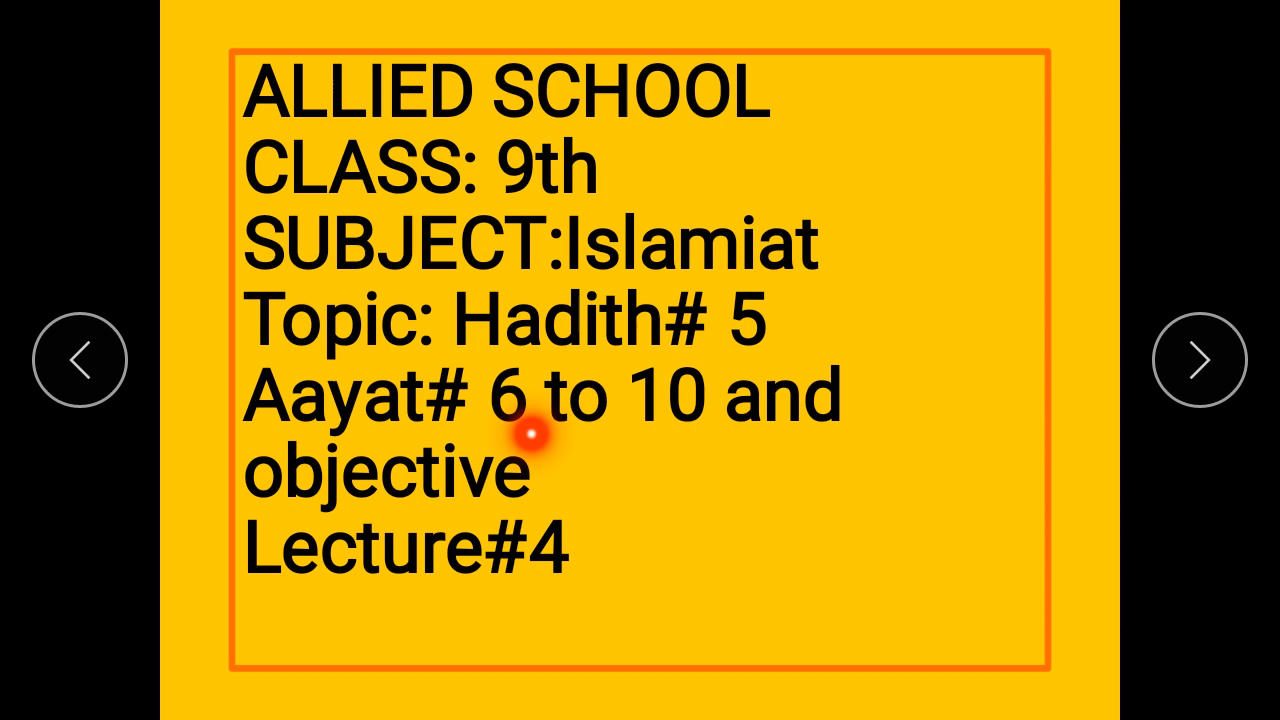 ALLIED SCHOOL
CLASS: 9th
SUBJECT:Islamiat
Topic: Hadith# 5
Aayat# 6 to 10 and
objective
Lecture#4